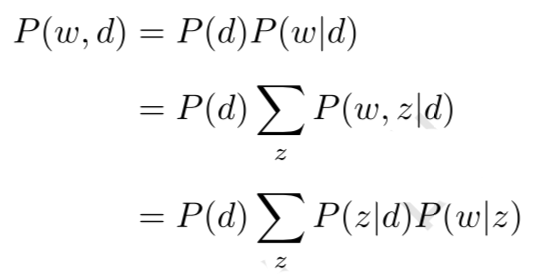 P(w, d) = P(d)P(w|d)
= P(d) ∑_z P(w, z|d)
= P(d) ∑_z P(z|d)P(w|z)